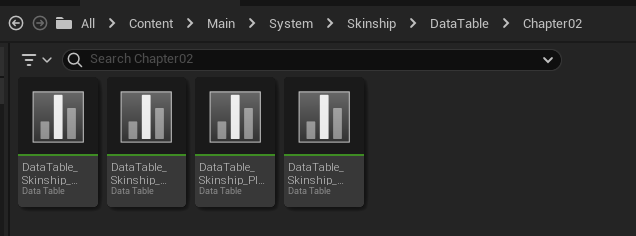 All > Content > Main > System > Skinship > DataTable > Chapter02
Search Chapter02
DataTable_
Skinship_...
Data Table
DataTable_
Skinship_...
Data Table
DataTable_
Skinship_Pl...
Data Table
DataTable_
Skinship_...
Data Table